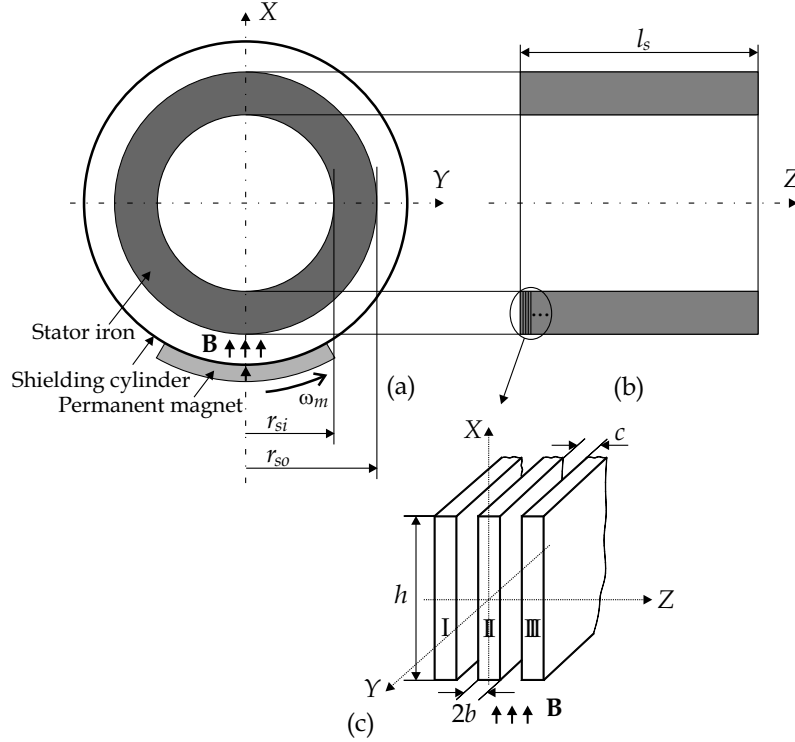 X
l_s
Y
Z
Stator iron
B
Shielding cylinder
Permanent magnet
ω_m
(a)
(b)
r_si
r_so
X
c
h
I
II
III
Z
Y
2b
B
(c)